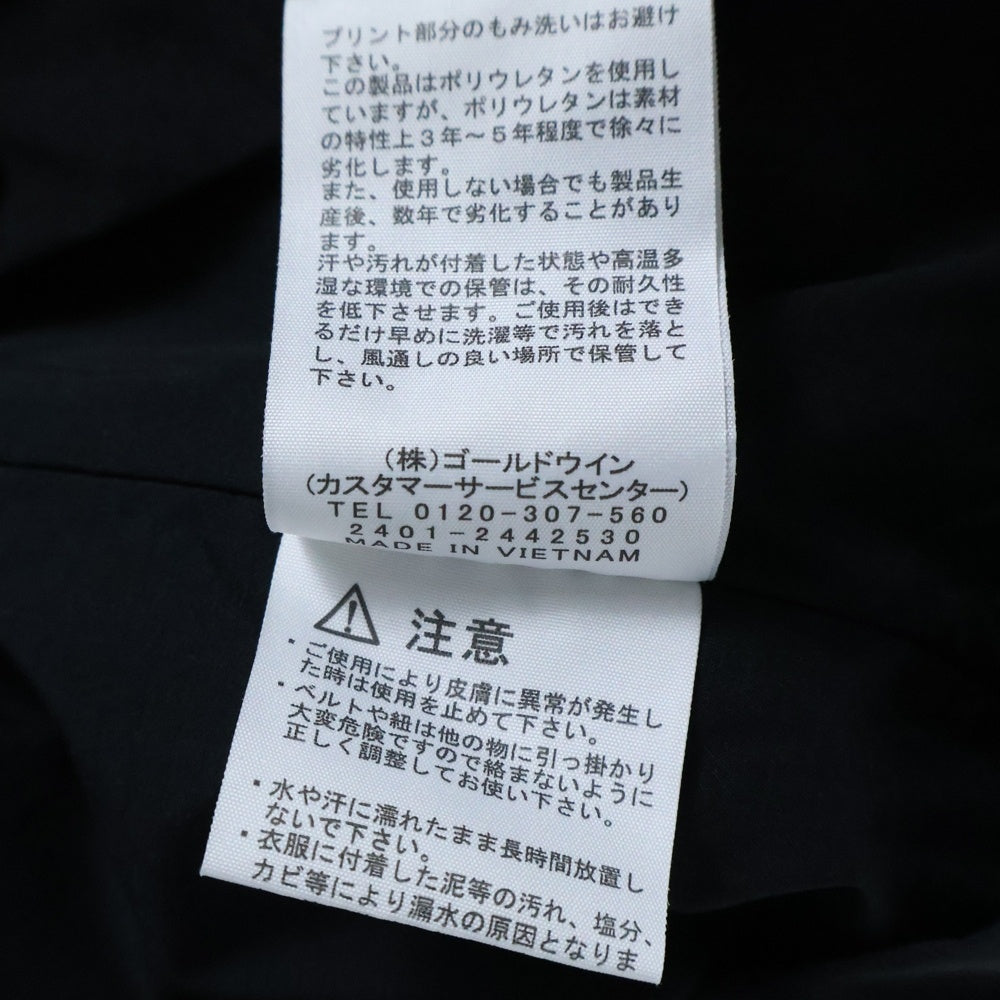 プリント部分のもみ洗いはお避け
下さい。
この製品はポリウレタンを使用し
ていますが、ポリウレタンは素材
の特性上３年～５年程度で徐々に
劣化します。
また、使用しない場合でも製品生
産後、数年で劣化することがあり
ます。
汗や汚れが付着した状態や高温多
湿な環境での保管は、その耐久性
を低下させます。ご使用後はでき
るだけ早めに洗濯等で汚れを落と
し、風通しの良い場所で保管して
下さい。
(株)ゴールドウイン
(カスタマーサービスセンター)
TEL 0120-307-560
2401-2442530
MADE IN VIETNAM
注意
・ご使用により皮膚に異常が発生し
た時は使用を止めて下さい。
・ベルトや紐は他の物に引っ掛かり
大変危険ですので絡まないように
正しく調整してお使い下さい。
・水や汗に濡れたまま長時間放置し
ないで下さい。
・衣服に付着した泥等の汚れ、塩分、
カビ等により漏水の原因となりま